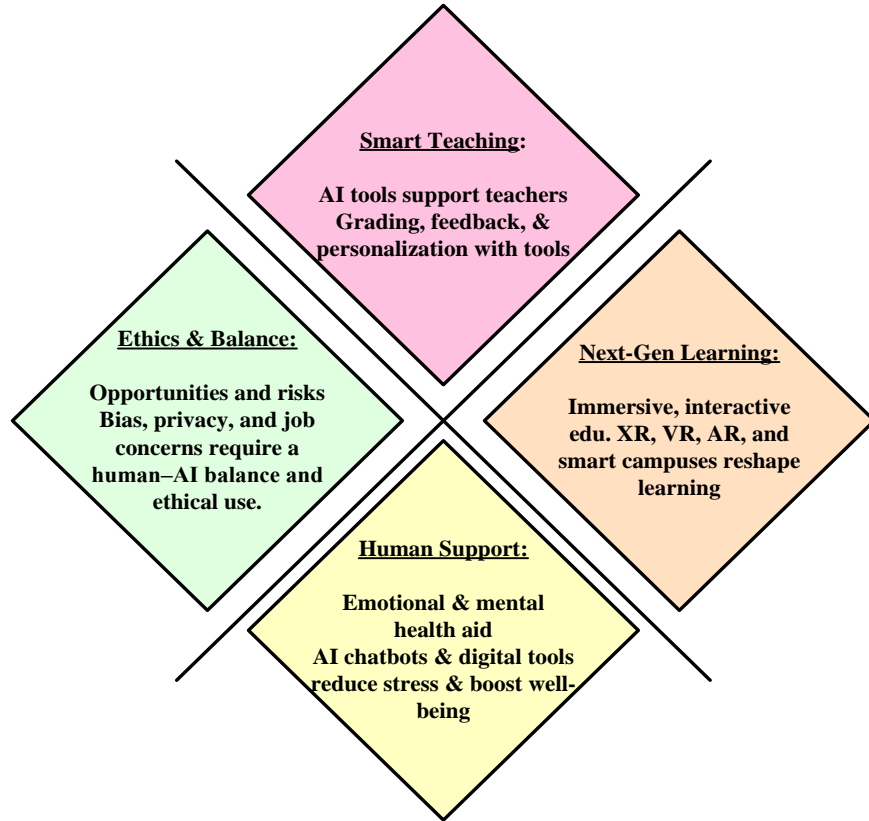 Smart Teaching:
AI tools support teachers
Grading, feedback, &
personalization with tools
Ethics & Balance:
Opportunities and risks
Bias, privacy, and job
concerns require a
human–AI balance and
ethical use.
Next-Gen Learning:
Immersive, interactive
edu. XR, VR, AR, and
smart campuses reshape
learning
Human Support:
Emotional & mental
health aid
AI chatbots & digital tools
reduce stress & boost well-
being